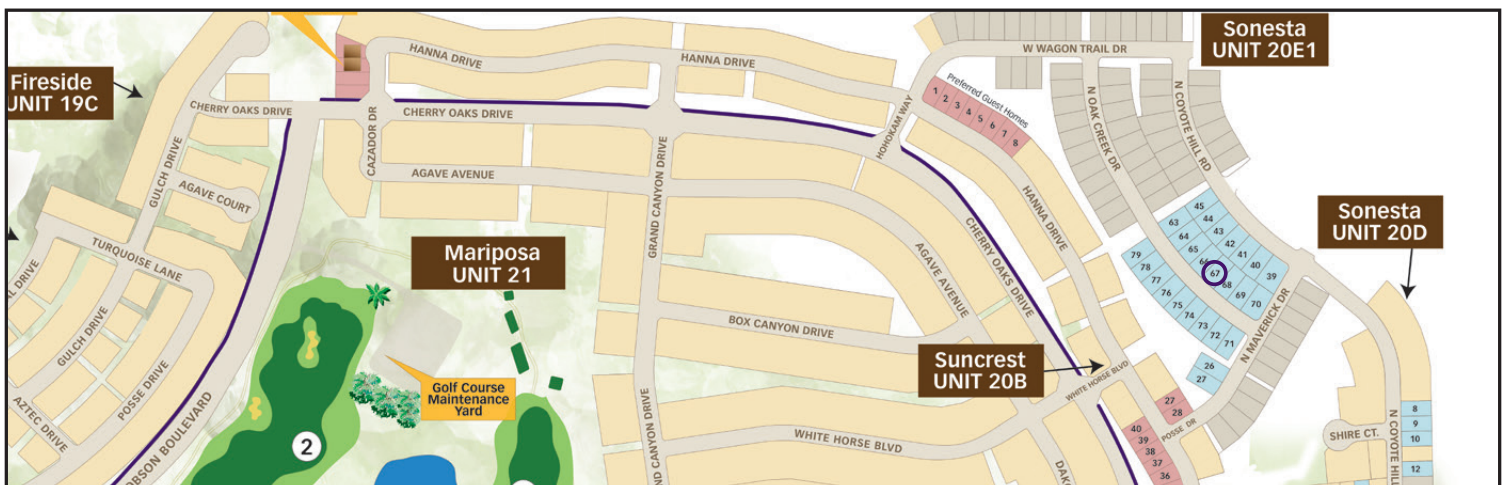 Sonesta
UNIT 20E1
W WAGON TRAIL DR
HANNA DRIVE
HANNA DRIVE
Fireside
UNIT 19C
CHERRY OAKS DRIVE
CHERRY OAKS DRIVE
CAZADOR DR
HOHOKAM WAY
Preferred Guest Homes
1
2
3
4
5
6
7
8
N OAK CREEK DR
N COYOTE HILL RD
GULCH DRIVE
AGAVE COURT
AGAVE AVENUE
GRAND CANYON DRIVE
HANNA DRIVE
CHERRY OAKS DRIVE
AGAVE AVENUE
Sonesta
UNIT 20D
45
44
43
42
41
40
39
63
64
65
66
67
68
69
70
79
78
77
76
75
74
73
72
71
26
27
TURQUOISE LANE
Mariposa
UNIT 21
BOX CANYON DRIVE
N MAVERICK DR
GULCH DRIVE
POSSE DRIVE
AZTEC DRIVE
Golf Course
Maintenance
Yard
Suncrest
UNIT 20B
WHITE HORSE BLVD
WHITE HORSE BLVD
27
28
POSSE DR
40
39
38
37
36
8
9
10
12
SHIRE CT.
N COYOTE HILL
2